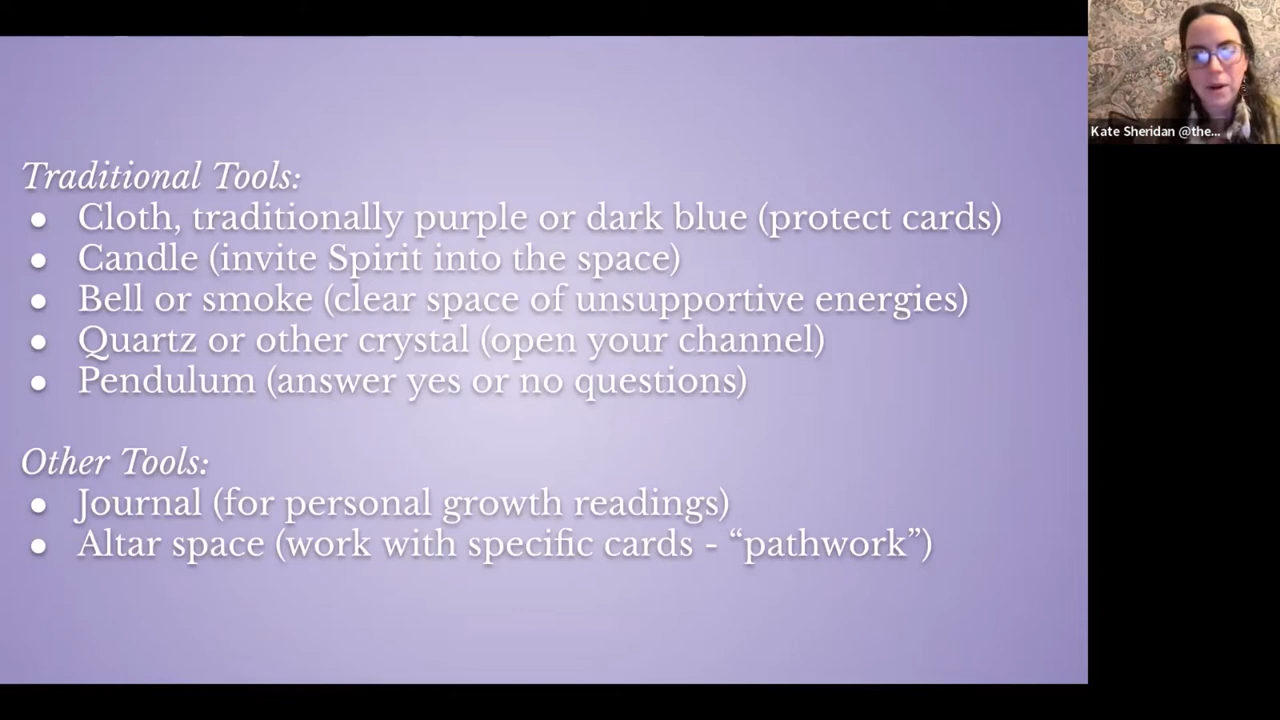 Traditional Tools:
● Cloth, traditionally purple or dark blue (protect cards)
● Candle (invite Spirit into the space)
● Bell or smoke (clear space of unsupportive energies)
● Quartz or other crystal (open your channel)
● Pendulum (answer yes or no questions)
Other Tools:
● Journal (for personal growth readings)
● Altar space (work with specific cards - “pathwork”)
Kate Sheridan @the...